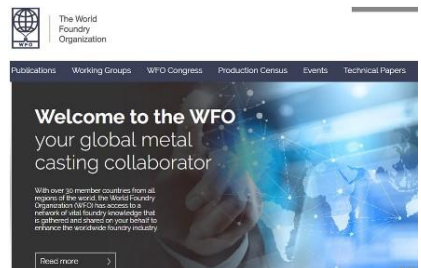 WFO
The World
Foundry
Organization
Publications Working Groups WFO Congress Production Census Events Technical Papers
Welcome to the WFO
your global metal
casting collaborator
With over 30 member countries from all
regions of the world, the World Foundry
Organization (WFO) has access to a
network of vital foundry knowledge that
is gathered and shared on your behalf to
enhance the worldwide foundry industry.
Read more